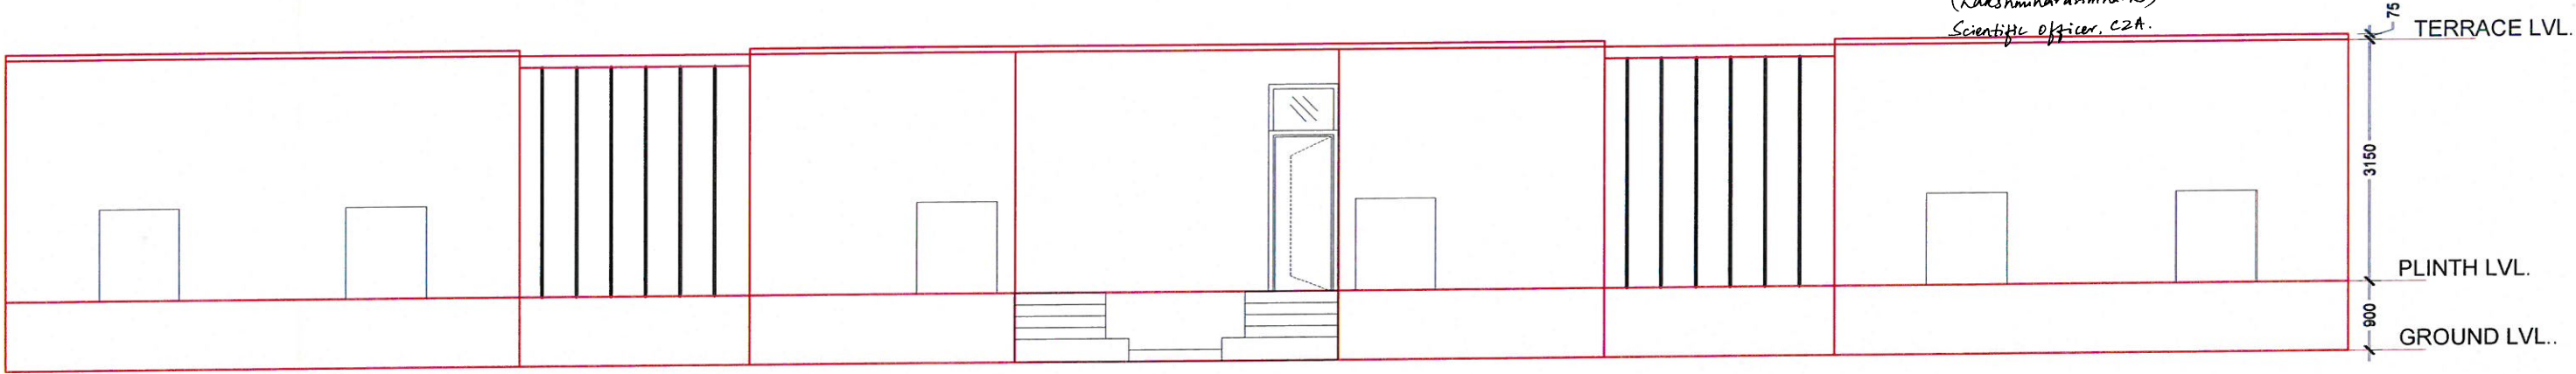 Scientific Officer, CZA.
75
TERRACE LVL.
3150
PLINTH LVL.
900
GROUND LVL..